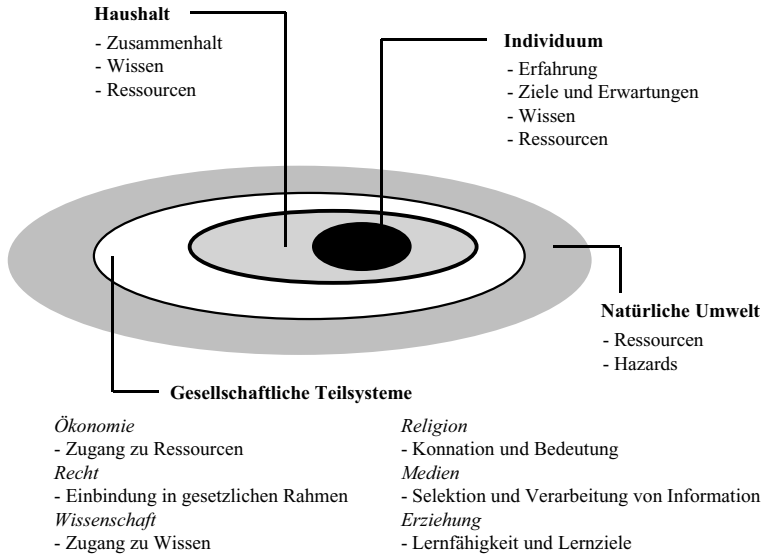 Haushalt
- Zusammenhalt
- Wissen
- Ressourcen
Individuum
- Erfahrung
- Ziele und Erwartungen
- Wissen
- Ressourcen
Natürliche Umwelt
- Ressourcen
- Hazards
Gesellschaftliche Teilsysteme
Ökonomie
- Zugang zu Ressourcen
Recht
- Einbindung in gesetzlichen Rahmen
Wissenschaft
- Zugang zu Wissen
Religion
- Konnation und Bedeutung
Medien
- Selektion und Verarbeitung von Information
Erziehung
- Lernfähigkeit und Lernziele